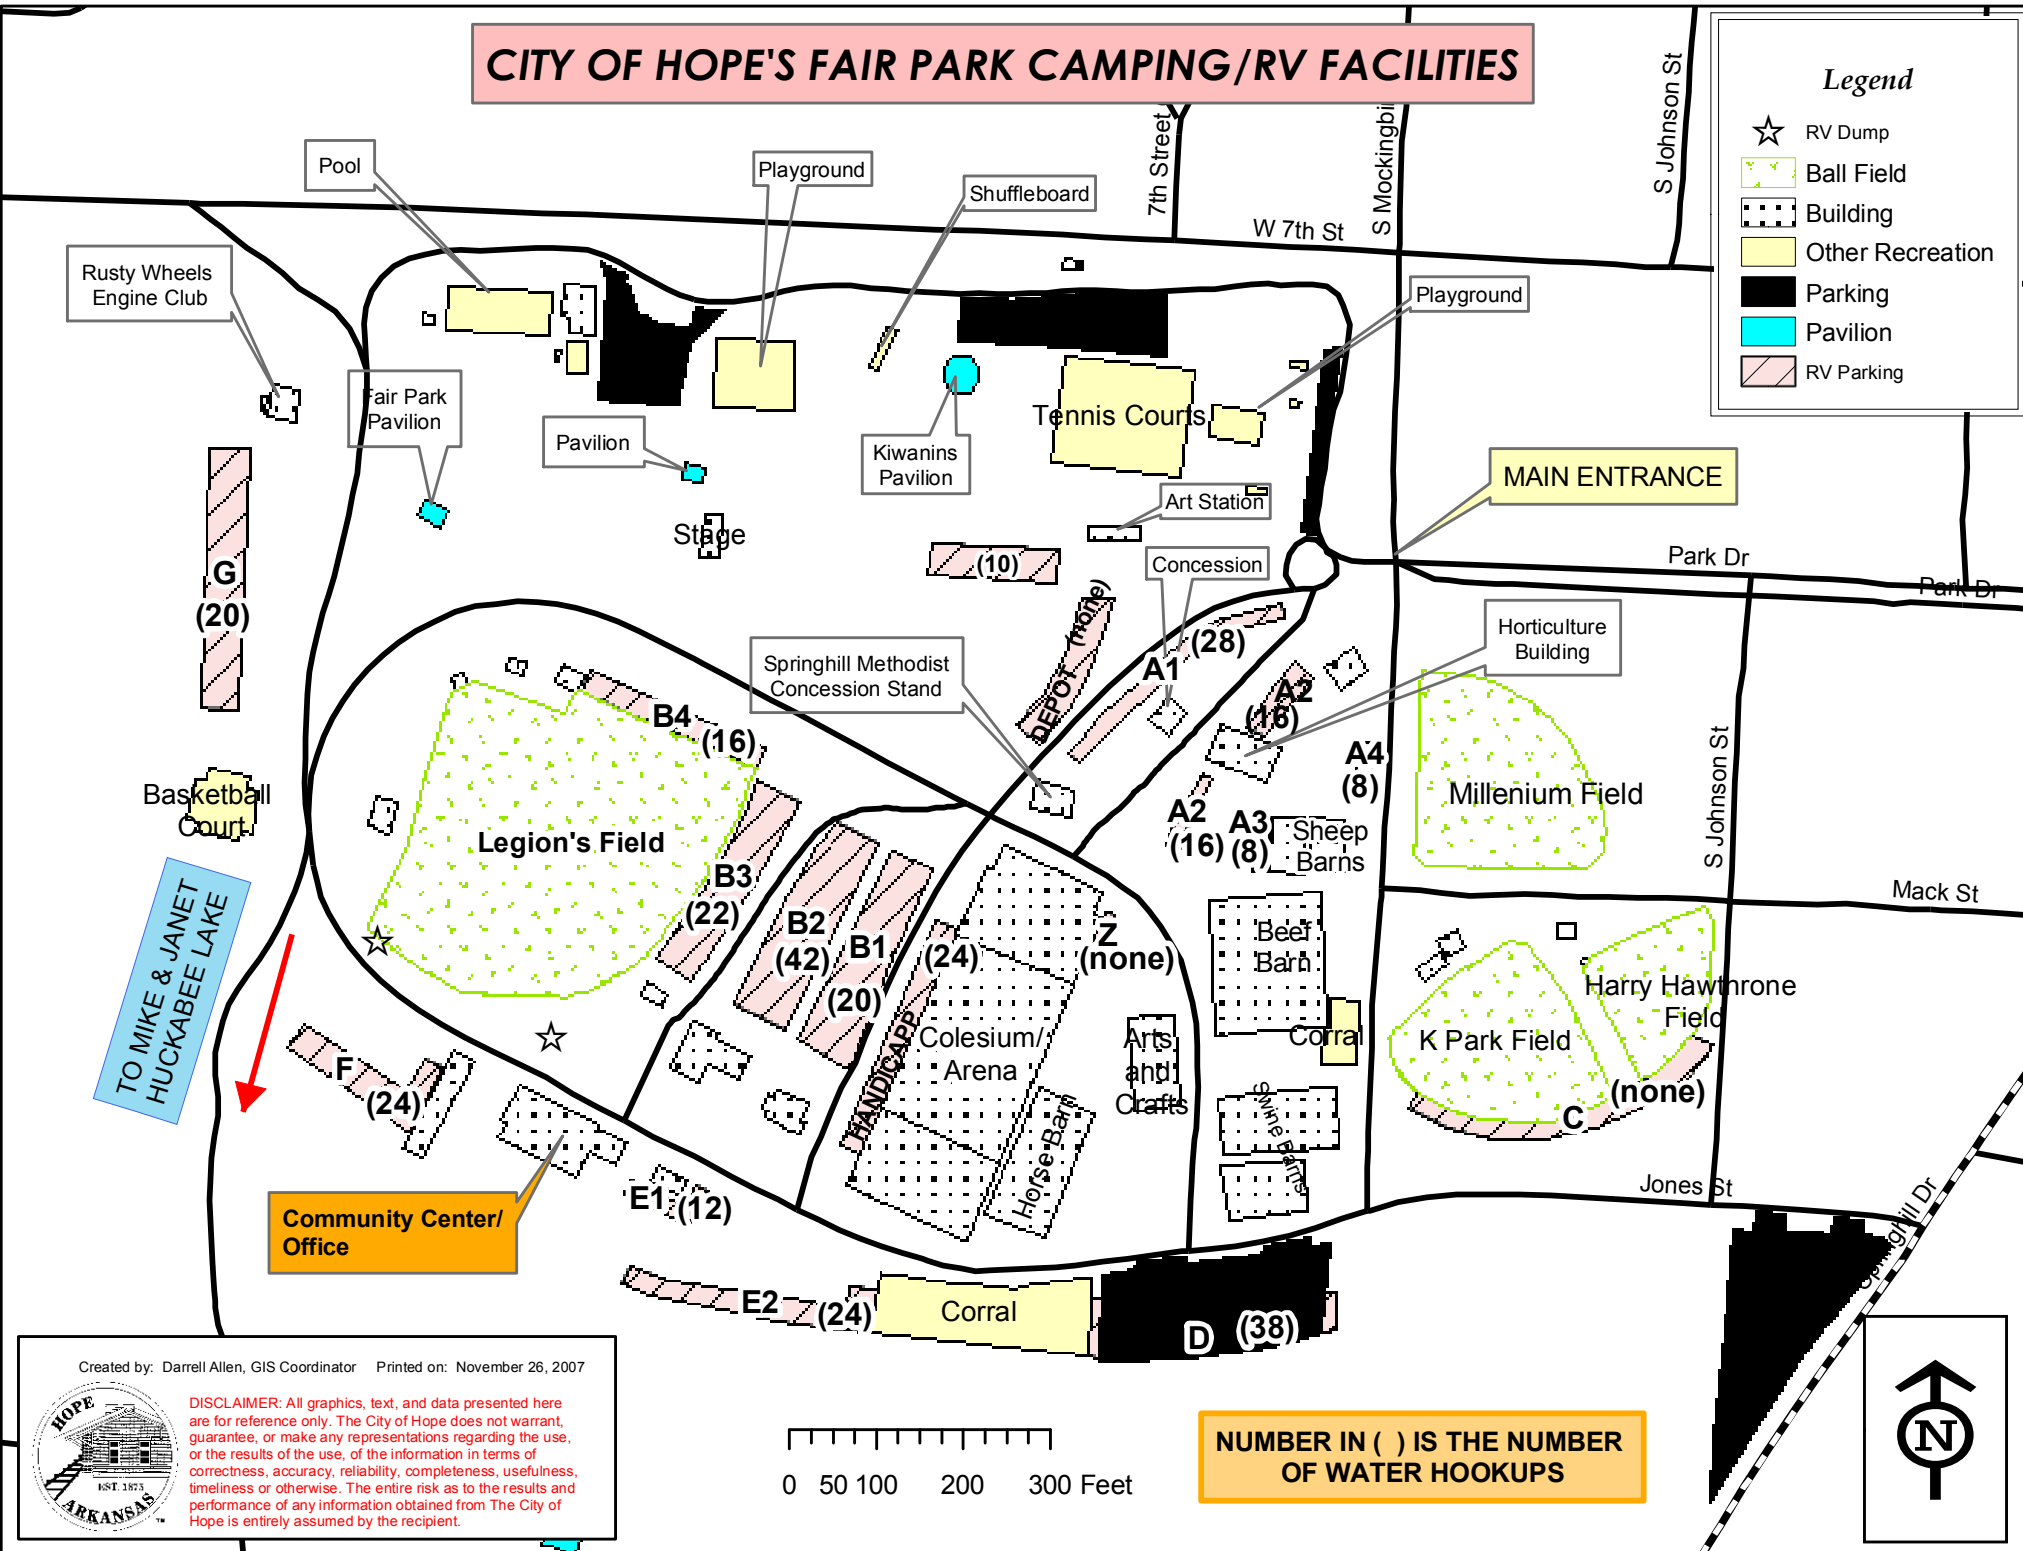 CITY OF HOPE'S FAIR PARK CAMPING/RV FACILITIES
Legend
RV Dump
Ball Field
Building
Other Recreation
Parking
Pavilion
RV Parking
7th Street
S Mockingbi
S Johnson St
W 7th St
Pool
Playground
Shuffleboard
Rusty Wheels
Engine Club
Playground
Fair Park
Pavilion
Pavilion
Kiwanins
Pavilion
Tennis Courts
MAIN ENTRANCE
Art Station
Stage
(10)
Concession
Park Dr
Park Dr
G
(20)
DEPOT (none)
(28)
A1
Horticulture
Building
Springhill Methodist
Concession Stand
A2
(16)
B4
(16)
A4
(8)
Millenium Field
S Johnson St
Basketball
Court
Legion's Field
A2
(16)
A3
(8)
Sheep
Barns
B3
(22)
Mack St
TO MIKE & JANET
HUCKABEE LAKE
B2
(42)
B1
(20)
(24)
HANDICAPP
Z
(none)
Beef
Barn
Harry Hawthrone
Field
Colesium/
Arena
Arts
and
Crafts
Corral
K Park Field
F
(24)
(none)
C
Horse Barn
Swine Barns
E1
(12)
Jones St
Springhill Dr
Community Center/
Office
E2
(24)
Corral
D
(38)
Created by: Darrell Allen, GIS Coordinator Printed on: November 26, 2007
HOPE
EST. 1875
ARKANSAS
DISCLAIMER: All graphics, text, and data presented here
are for reference only. The City of Hope does not warrant,
guarantee, or make any representations regarding the use,
or the results of the use, of the information in terms of
correctness, accuracy, reliability, completeness, usefulness,
timeliness or otherwise. The entire risk as to the results and
performance of any information obtained from The City of
Hope is entirely assumed by the recipient.
0 50 100 200 300 Feet
NUMBER IN ( ) IS THE NUMBER
OF WATER HOOKUPS
N